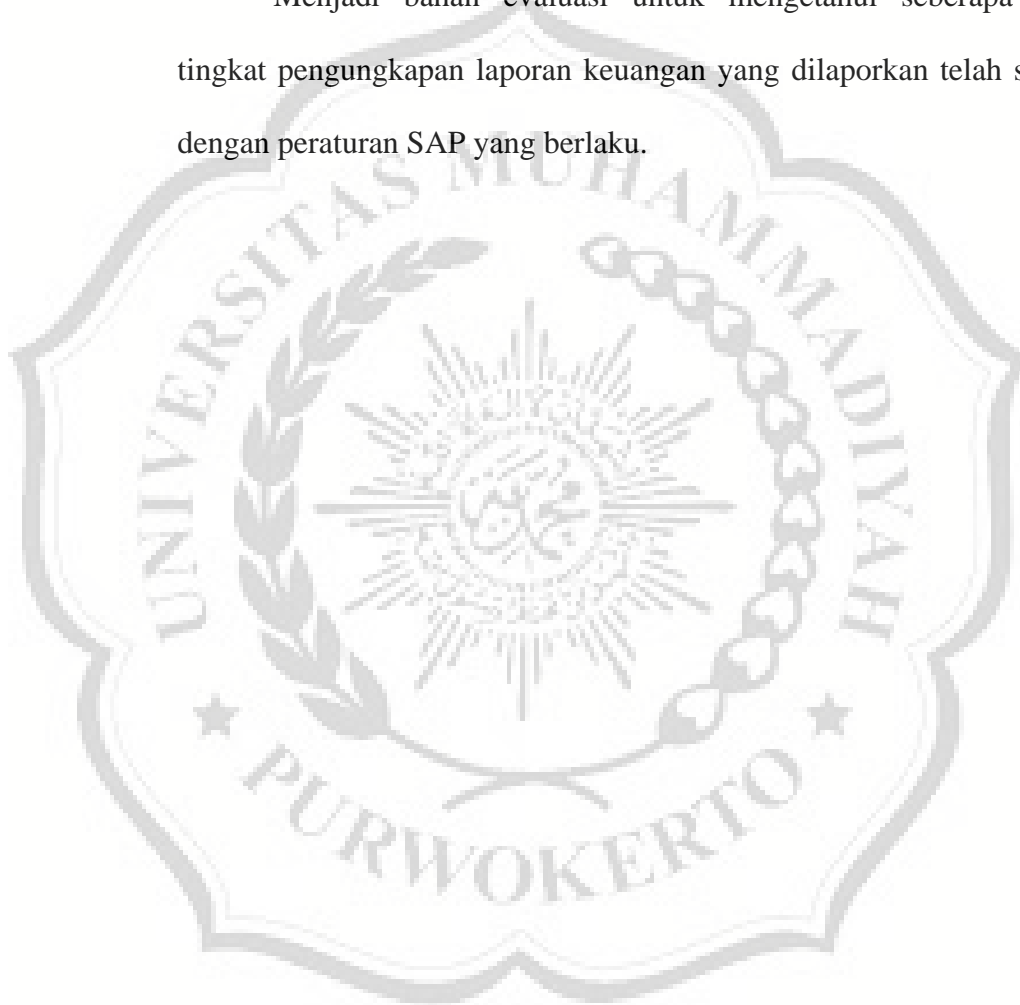 Menjadi bahan evaluasi untuk mengetahui seberapa
tingkat pengungkapan laporan keuangan yang dilaporkan telah s
dengan peraturan SAP yang berlaku.
UNIVERSITAS MUHAMMADIYAH
PURWOKERTO